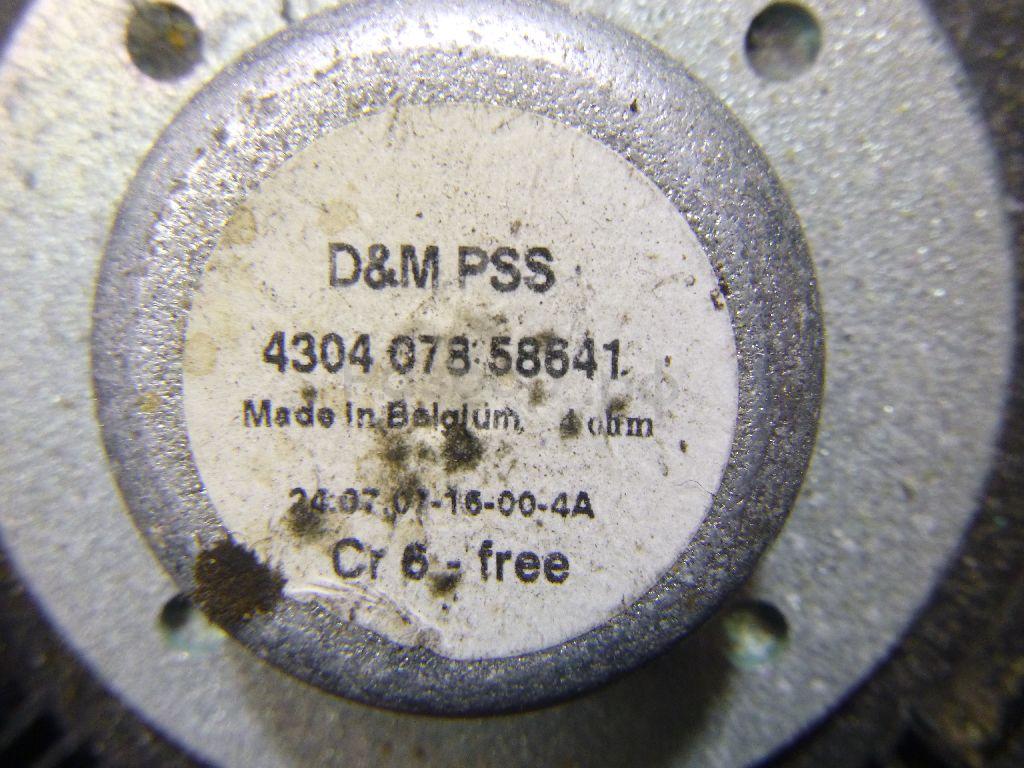 D&M PSS
4304 078 58641
Made in Belgium, 4 ohm
24.07.07-16-00-4A
Cr 6 - free